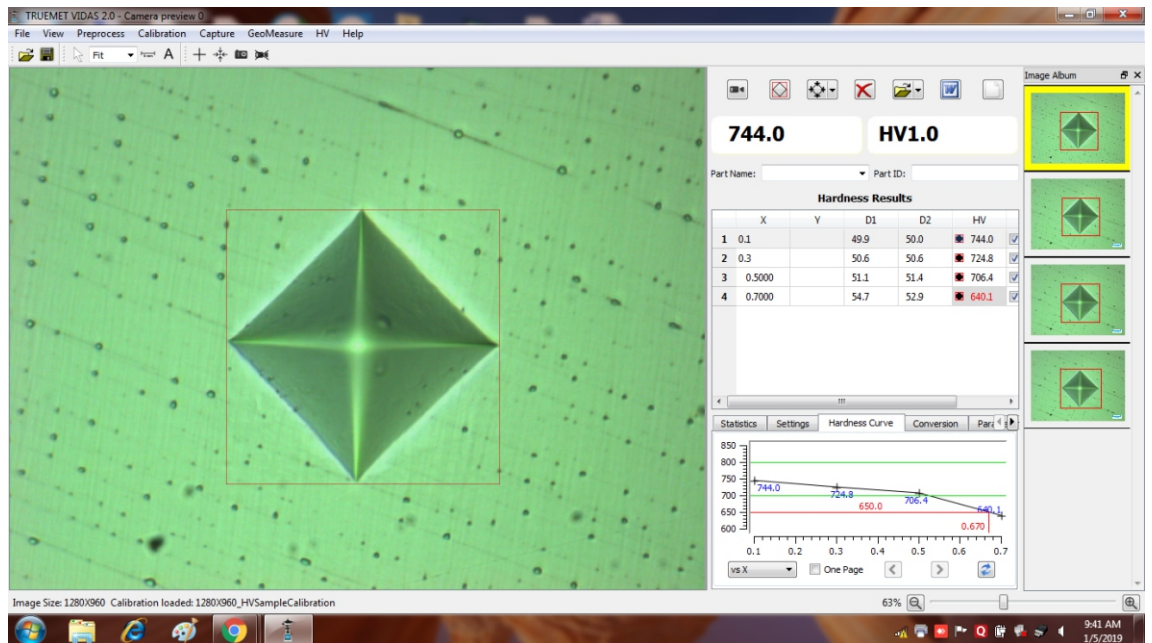 TRUEMET VIDAS 2.0 - Camera preview 0
File View Preprocess Calibration Capture GeoMeasure HV Help
Fit A
Image Album
744.0 HV1.0
Part Name: Part ID:
Hardness Results
X Y D1 D2 HV
1 0.1 49.9 50.0 744.0
2 0.3 50.6 50.6 724.8
3 0.5000 51.1 51.4 706.4
4 0.7000 54.7 52.9 640.1
Statistics Settings Hardness Curve Conversion
850
800
750
744.0
724.8
700
706.4
650.0
640.1
650
0.670
600
0.1 0.2 0.3 0.4 0.5 0.6 0.7
vs X One Page
Image Size: 1280X960 Calibration loaded: 1280X960_HVSampleCalibration
63%
9:41 AM
1/5/2019